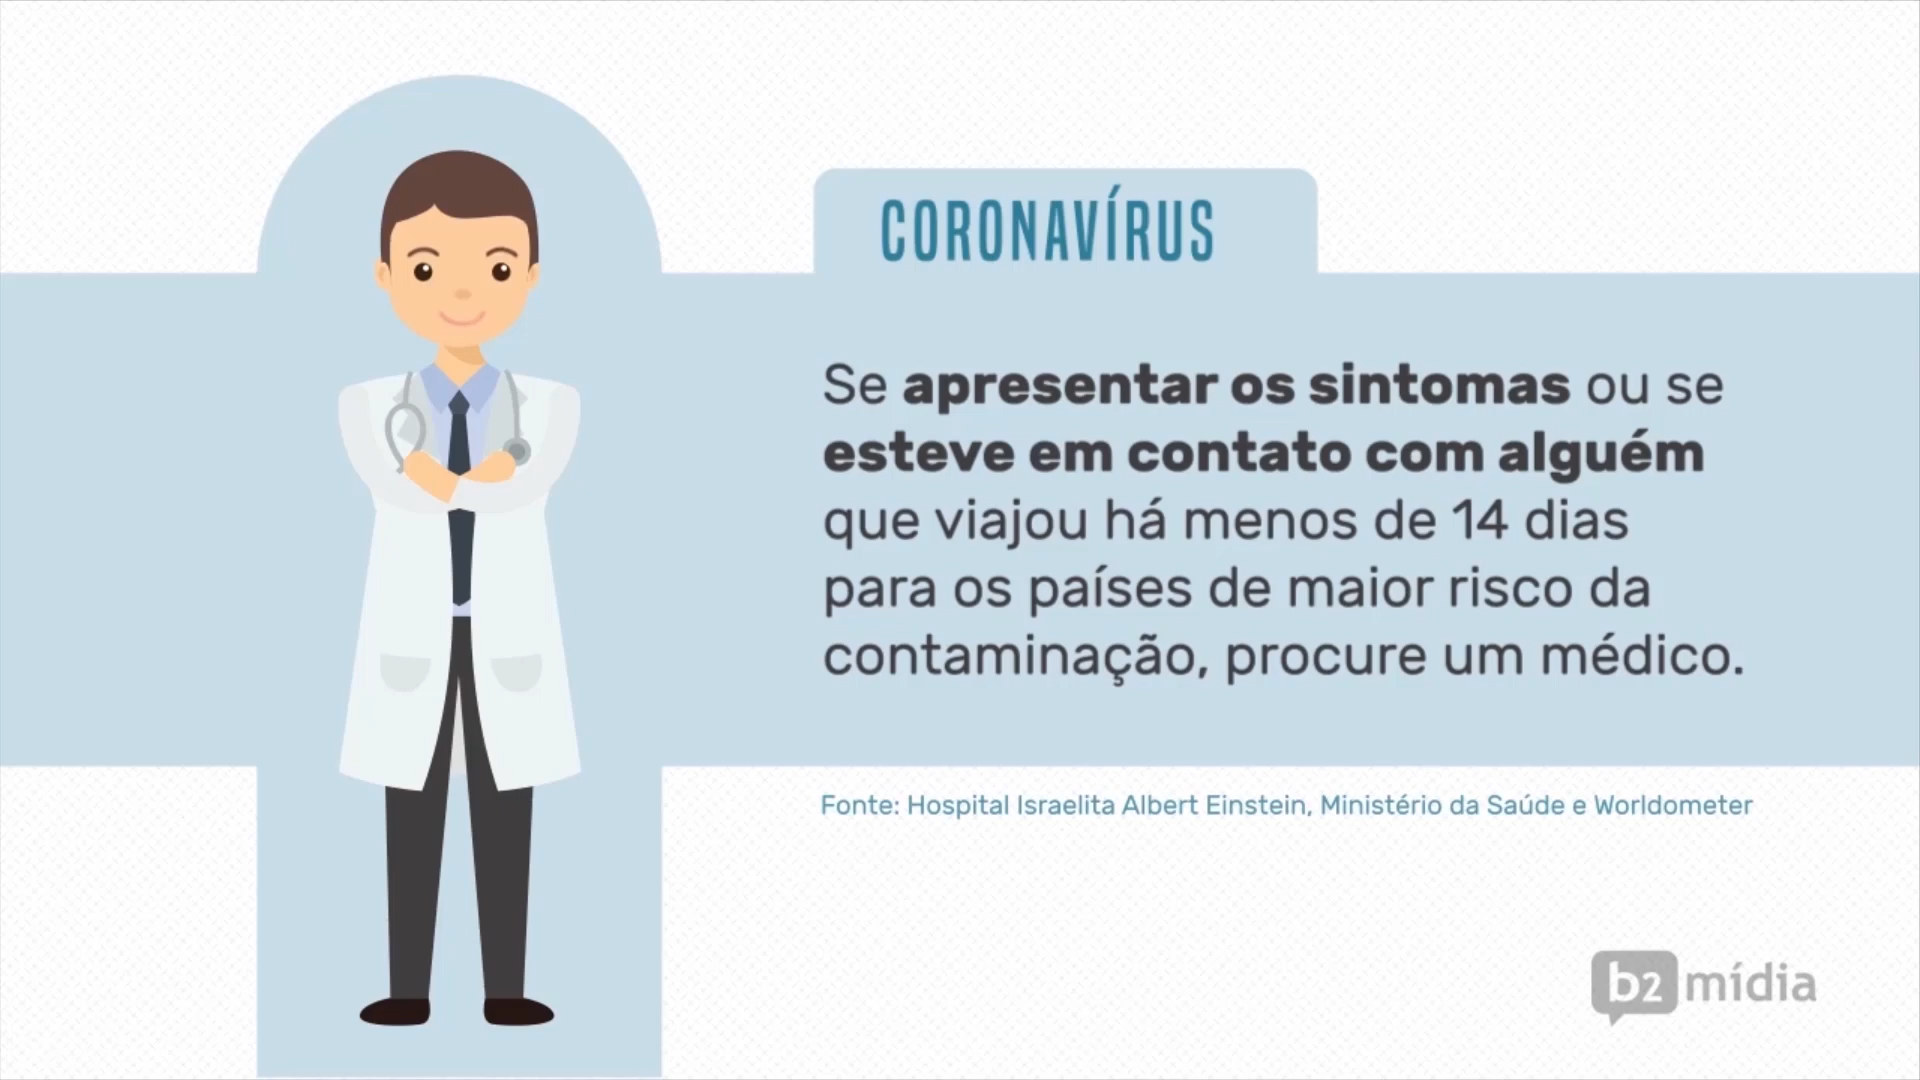 CORONAVÍRUS
Se apresentar os sintomas ou se
esteve em contato com alguém
que viajou há menos de 14 dias
para os países de maior risco da
contaminação, procure um médico.
Fonte: Hospital Israelita Albert Einstein, Ministério da Saúde e Worldometer
b2 mídia